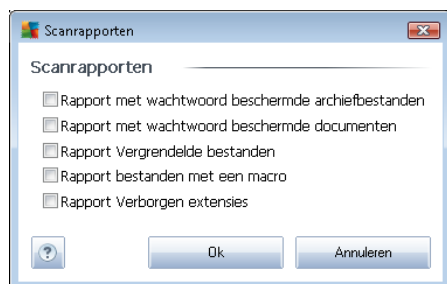 Scanrapporten
Scanrapporten
Rapport met wachtwoord beschermde archiefbestanden
Rapport met wachtwoord beschermde documenten
Rapport Vergrendelde bestanden
Rapport bestanden met een macro
Rapport Verborgen extensies
?
Ok
Annuleren